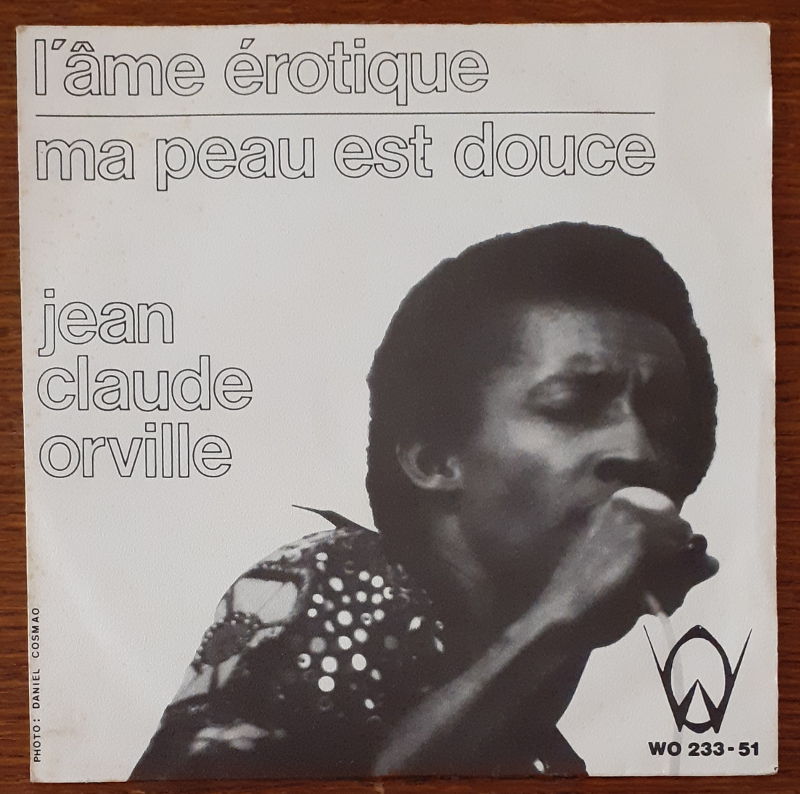 l'âme érotique
ma peau est douce
jean
claude
orville
PHOTO: DANIEL COSMAO
WO 233-51